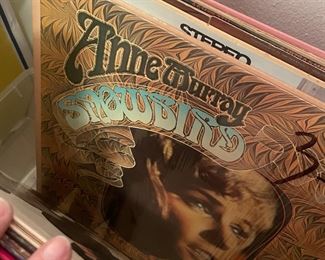 STEREO
Anne Murray
SNOWBIRD
3